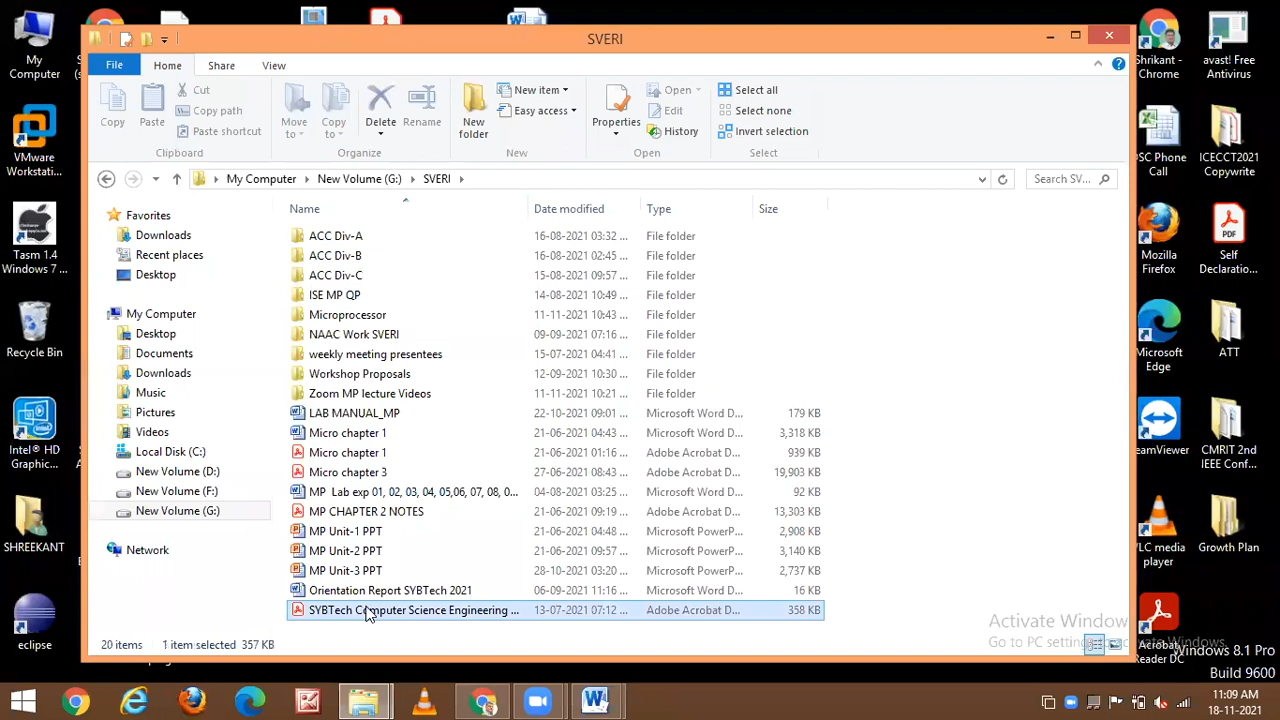 SVERI
File Home Share View
Copy Paste Cut Copy path Paste shortcut
Move to Copy to Delete Rename New folder
New item Easy access
Properties Open Edit History
Select all Select none Invert selection
Clipboard Organize New Open Select
My Computer New Volume (G:) SVERI Search SV...
Name Date modified Type Size
Favorites
Downloads
Recent places
Desktop
My Computer
Desktop
Documents
Downloads
Music
Pictures
Videos
Local Disk (C:)
New Volume (D:)
New Volume (F:)
New Volume (G:)
Network
ACC Div-A 16-08-2021 03:32 ... File folder
ACC Div-B 16-08-2021 02:45 ... File folder
ACC Div-C 15-08-2021 09:57 ... File folder
ISE MP QP 14-08-2021 10:49 ... File folder
Microprocessor 11-11-2021 10:43 ... File folder
NAAC Work SVERI 09-09-2021 07:16 ... File folder
weekly meeting presentees 15-07-2021 04:41 ... File folder
Workshop Proposals 12-09-2021 10:30 ... File folder
Zoom MP lecture Videos 11-11-2021 10:21 ... File folder
LAB MANUAL_MP 22-10-2021 09:01 ... Microsoft Word D... 179 KB
Micro chapter 1 21-06-2021 04:43 ... Microsoft Word D... 3,318 KB
Micro chapter 1 21-06-2021 01:16 ... Adobe Acrobat D... 939 KB
Micro chapter 3 27-06-2021 08:43 ... Adobe Acrobat D... 19,903 KB
MP Lab exp 01, 02, 03, 04, 05,06, 07, 08, 0... 04-08-2021 03:25 ... Microsoft Word D... 92 KB
MP CHAPTER 2 NOTES 21-06-2021 09:19 ... Adobe Acrobat D... 13,303 KB
MP Unit-1 PPT 21-06-2021 04:48 ... Microsoft PowerP... 2,908 KB
MP Unit-2 PPT 21-06-2021 09:57 ... Microsoft PowerP... 3,140 KB
MP Unit-3 PPT 28-10-2021 03:20 ... Microsoft PowerP... 2,737 KB
Orientation Report SYBTech 2021 06-09-2021 11:16 ... Microsoft Word D... 16 KB
SYBTech Computer Science Engineering ... 13-07-2021 07:12 ... Adobe Acrobat D... 358 KB
20 items 1 item selected 357 KB
My Computer
VMware Workstati...
Tasm 1.4 Windows 7 ...
Recycle Bin
Intel® HD Graphic...
SHREEKANT
eclipse
Shrikant - Chrome
avast! Free Antivirus
OSC Phone Call
ICECCT2021 Copywrite
Mozilla Firefox
PDF
Self Declaratio...
Microsoft Edge
ATT
eamViewer
CMRIT 2nd IEEE Conf...
VLC media player
Growth Plan
Acrobat Reader DC
Activate Window
Go to PC settings to activate Windows.
Windows 8.1 Pro
Build 9600
11:09 AM
18-11-2021